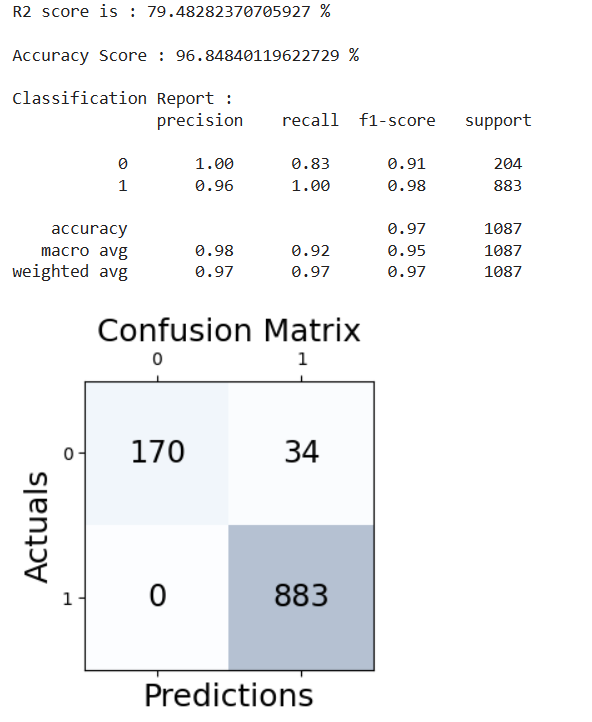 R2 score is : 79.48282370705927 %
Accuracy Score : 96.84840119622729 %
Classification Report :
precision recall f1-score support
0 1.00 0.83 0.91 204
1 0.96 1.00 0.98 883
accuracy 0.97 1087
macro avg 0.98 0.92 0.95 1087
weighted avg 0.97 0.97 0.97 1087
Confusion Matrix
0 1
0 170 34
Actuals
1 0 883
Predictions